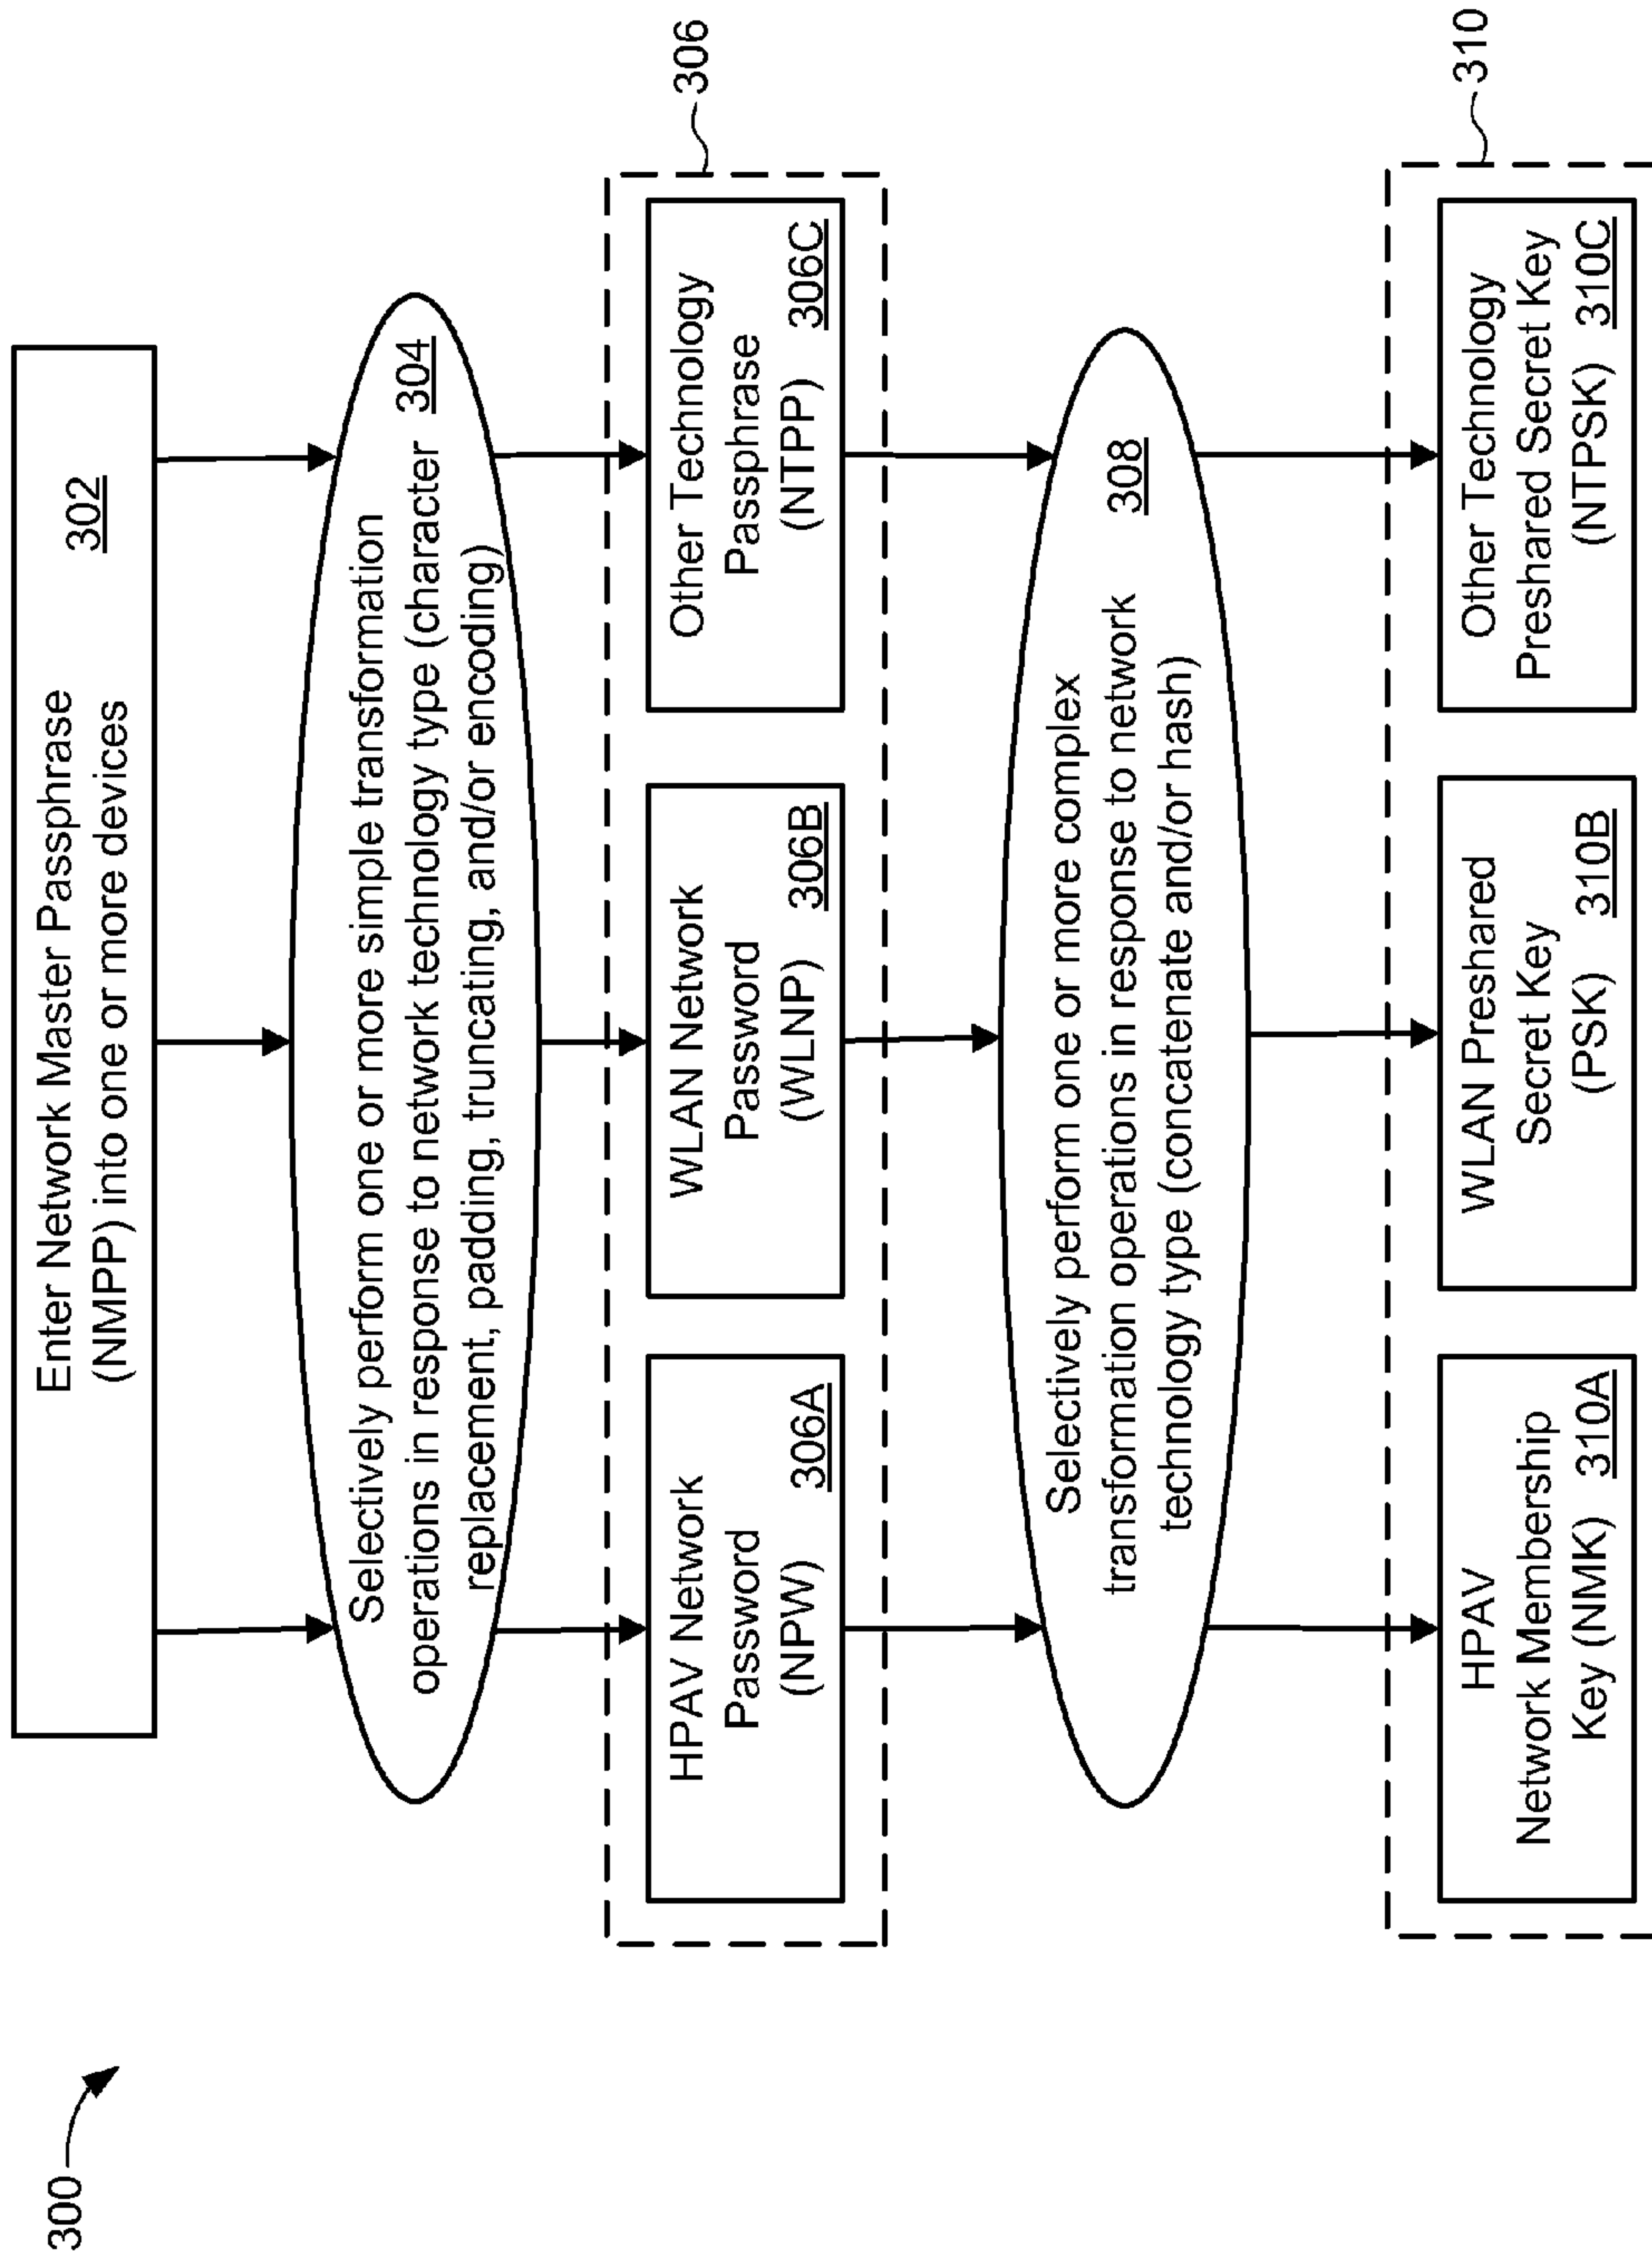 300
Enter Network Master Passphrase
(NMPP) into one or more devices
302
Selectively perform one or more simple transformation
operations in response to network technology type (character
replacement, padding, truncating, and/or encoding)
304
306
HPAV Network
Password
(NPW)
306A
WLAN Network
Password
(WLNP)
306B
Other Technology
Passphrase
(NTPP)
306C
Selectively perform one or more complex
transformation operations in response to network
technology type (concatenate and/or hash)
308
310
HPAV
Network Membership
Key (NMK) 310A
WLAN Preshared
Secret Key
(PSK) 310B
Other Technology
Preshared Secret Key
(NTPSK) 310C